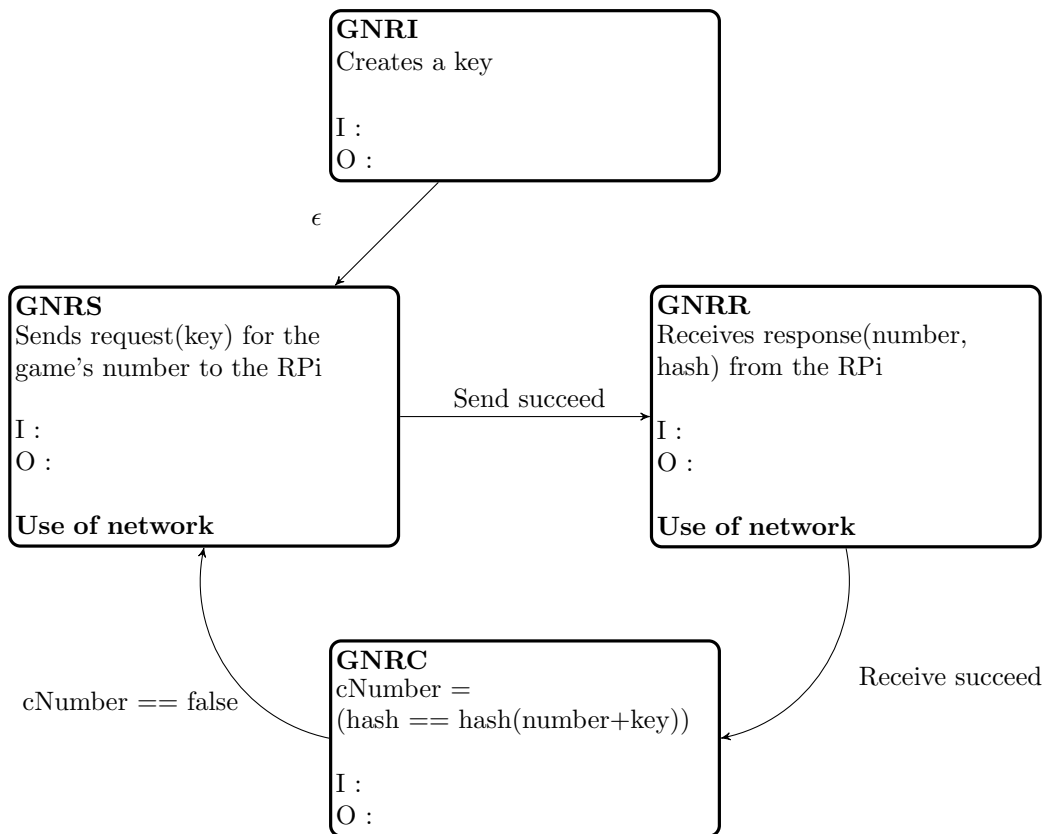 GNRI
Creates a key
I :
O :
ϵ
GNRS
Sends request(key) for the
game's number to the RPi
I :
O :
Use of network
Send succeed
GNRR
Receives response(number,
hash) from the RPi
I :
O :
Use of network
Receive succeed
GNRC
cNumber =
(hash == hash(number+key))
I :
O :
cNumber == false